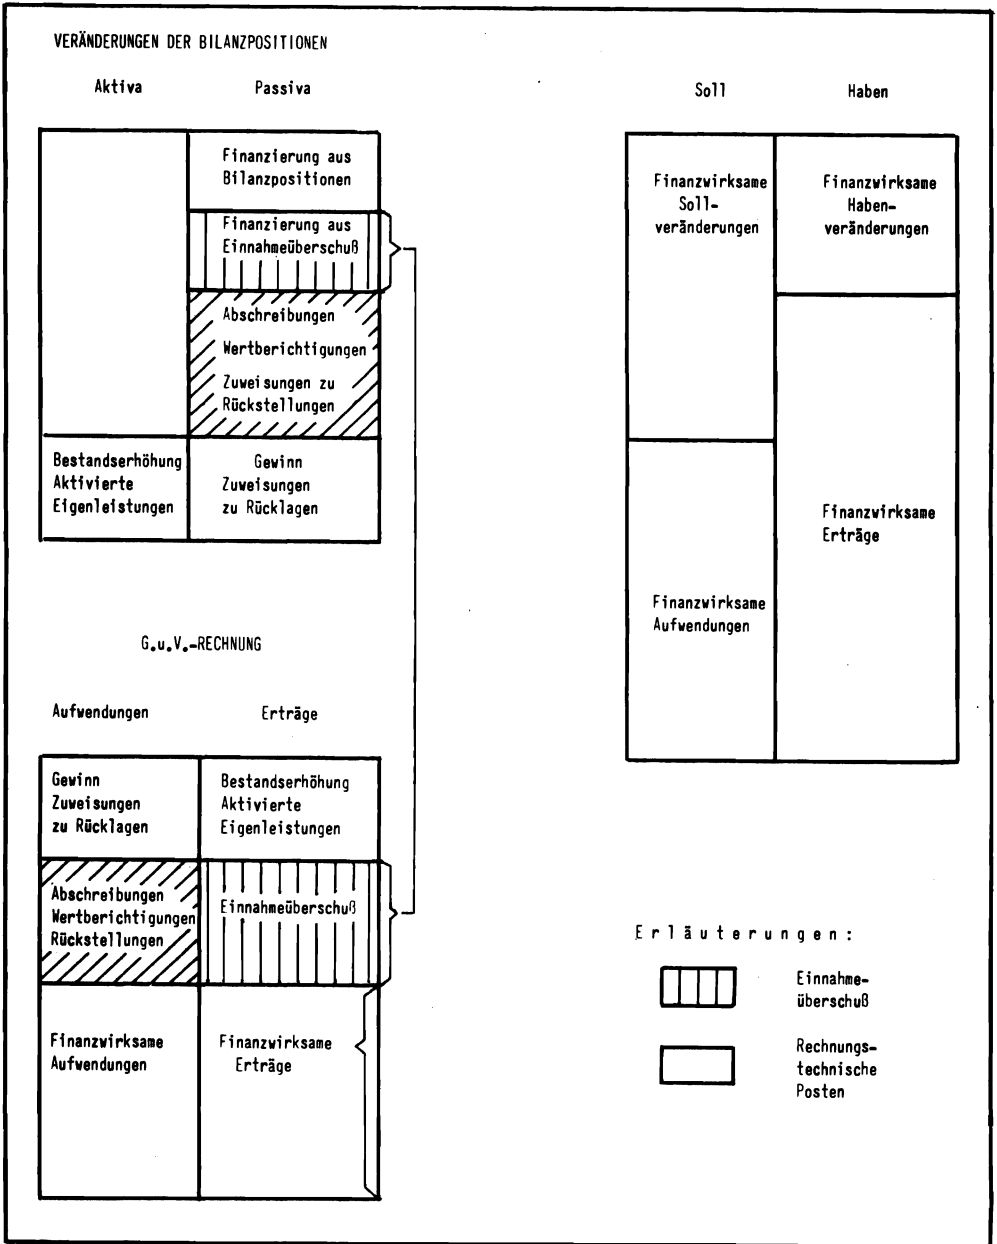 VERÄNDERUNGEN DER BILANZPOSITIONEN
Aktiva
Passiva
Finanzierung aus
Bilanzpositionen
Finanzierung aus
Einnahmeüberschuß
Abschreibungen
Wertberichtigungen
Zuweisungen zu
Rückstellungen
Bestandserhöhung
Aktivierte
Eigenleistungen
Gewinn
Zuweisungen
zu Rücklagen
G.u.V.-RECHNUNG
Aufwendungen
Erträge
Gewinn
Zuweisungen
zu Rücklagen
Bestandserhöhung
Aktivierte
Eigenleistungen
Abschreibungen
Wertberichtigungen
Rückstellungen
Einnahmeüberschuß
Finanzwirksame
Aufwendungen
Finanzwirksame
Erträge
Soll
Haben
Finanzwirksame
Soll-
veränderungen
Finanzwirksame
Haben-
veränderungen
Finanzwirksame
Aufwendungen
Finanzwirksame
Erträge
Erläuterungen:
Einnahme-
überschuß
Rechnungs-
technische
Posten